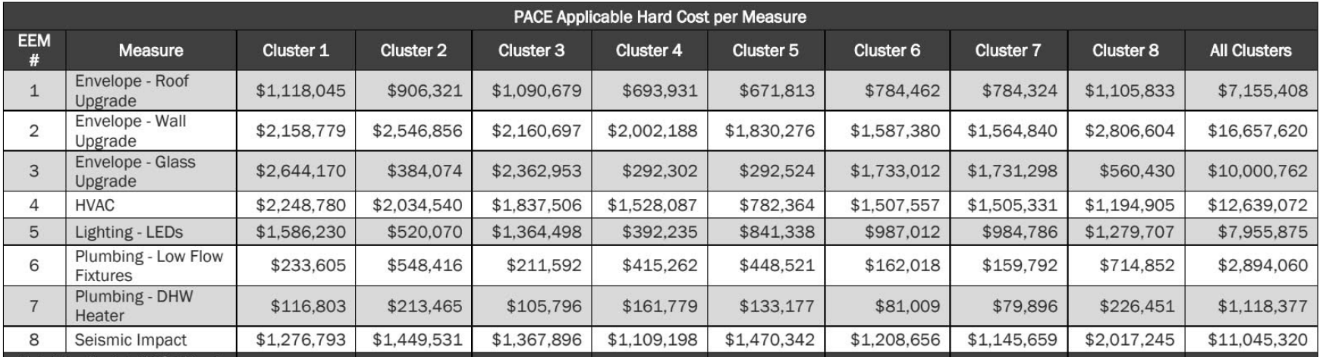 PACE Applicable Hard Cost per Measure
EEM # Measure Cluster 1 Cluster 2 Cluster 3 Cluster 4 Cluster 5 Cluster 6 Cluster 7 Cluster 8 All Clusters
1 Envelope - Roof Upgrade $1,118,045 $906,321 $1,090,679 $693,931 $671,813 $784,462 $784,324 $1,105,833 $7,155,408
2 Envelope - Wall Upgrade $2,158,779 $2,546,856 $2,160,697 $2,002,188 $1,830,276 $1,587,380 $1,564,840 $2,806,604 $16,657,620
3 Envelope - Glass Upgrade $2,644,170 $384,074 $2,362,953 $292,302 $292,524 $1,733,012 $1,731,298 $560,430 $10,000,762
4 HVAC $2,248,780 $2,034,540 $1,837,506 $1,528,087 $782,364 $1,507,557 $1,505,331 $1,194,905 $12,639,072
5 Lighting - LEDs $1,586,230 $520,070 $1,364,498 $392,235 $841,338 $987,012 $984,786 $1,279,707 $7,955,875
6 Plumbing - Low Flow Fixtures $233,605 $548,416 $211,592 $415,262 $448,521 $162,018 $159,792 $714,852 $2,894,060
7 Plumbing - DHW Heater $116,803 $213,465 $105,796 $161,779 $133,177 $81,009 $79,896 $226,451 $1,118,377
8 Seismic Impact $1,276,793 $1,449,531 $1,367,896 $1,109,198 $1,470,342 $1,208,656 $1,145,659 $2,017,245 $11,045,320